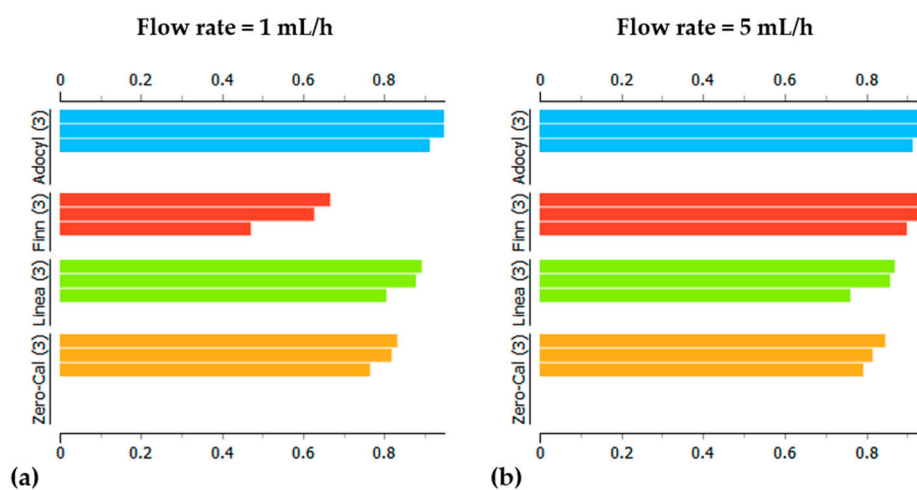 Flow rate = 1 mL/h
0 0.2 0.4 0.6 0.8
Adocyl (3)
Finn (3)
Linea (3)
Zero-Cal (3)
0 0.2 0.4 0.6 0.8
(a)
Flow rate = 5 mL/h
0 0.2 0.4 0.6 0.8
Adocyl (3)
Finn (3)
Linea (3)
Zero-Cal (3)
0 0.2 0.4 0.6 0.8
(b)